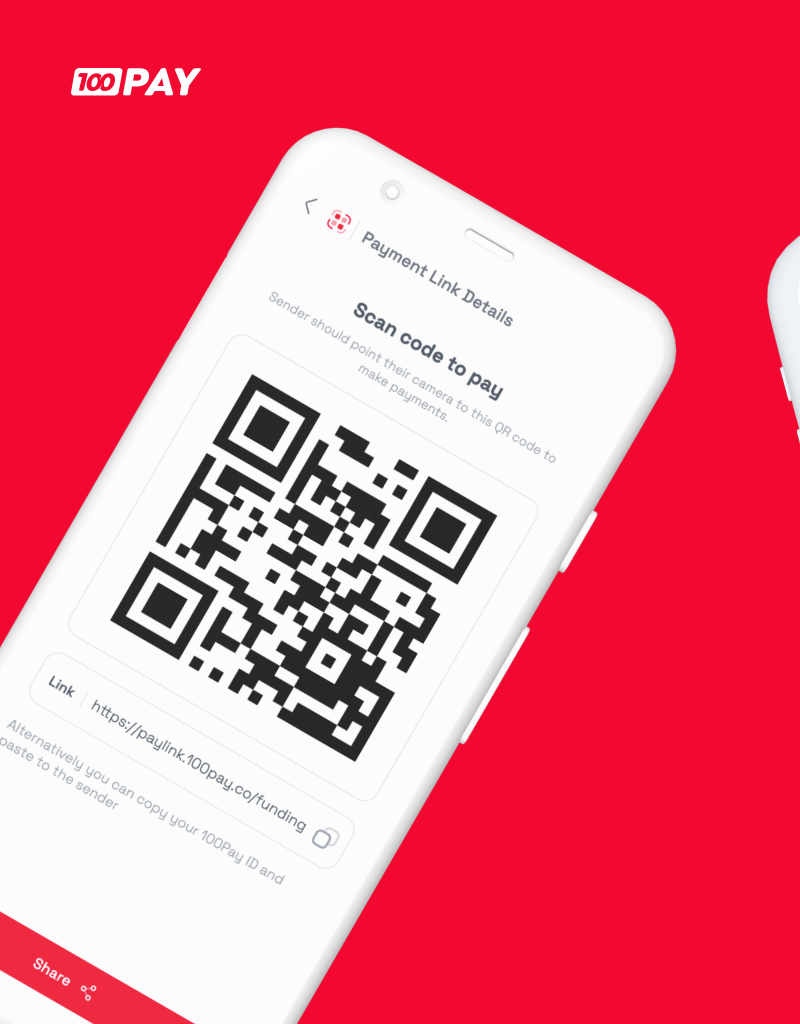 100PAY
Payment Link Details
Scan code to pay
Sender should point their camera to this QR code to
make payments.
Link
https://paylink.100pay.co/funding
Alternatively you can copy your 100Pay ID and
paste to the sender
Share